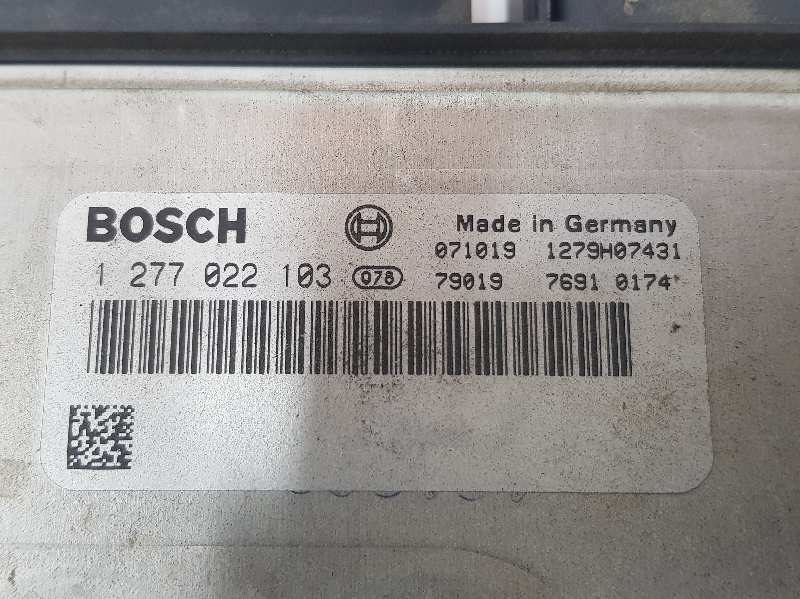 BOSCH
Made in Germany
071019 1279H07431
1 277 022 103 078
79019 7691 0174*